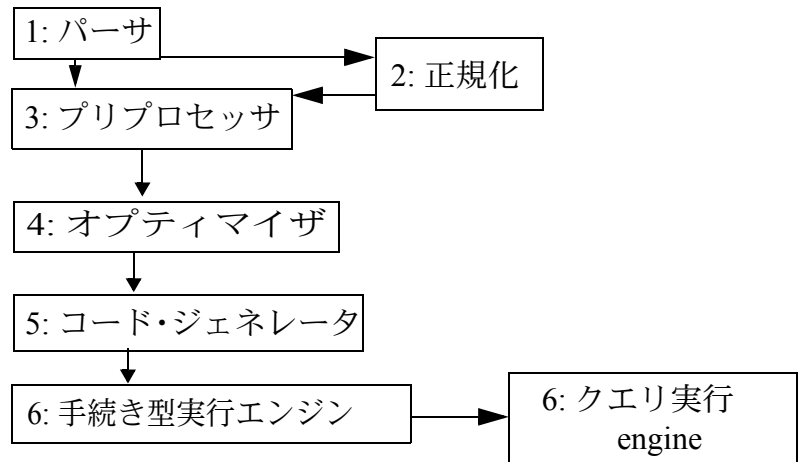 1: パーサ
2: 正規化
3: プリプロセッサ
4: オプティマイザ
5: コード・ジェネレータ
6: 手続き型実行エンジン
6: クエリ実行
engine